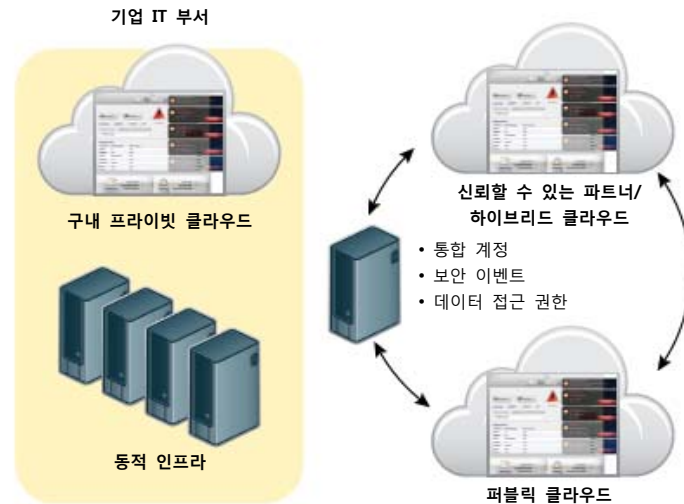 기업 IT 부서
구내 프라이빗 클라우드
동적 인프라
신뢰할 수 있는 파트너/
하이브리드 클라우드
• 통합 계정
• 보안 이벤트
• 데이터 접근 권한
퍼블릭 클라우드